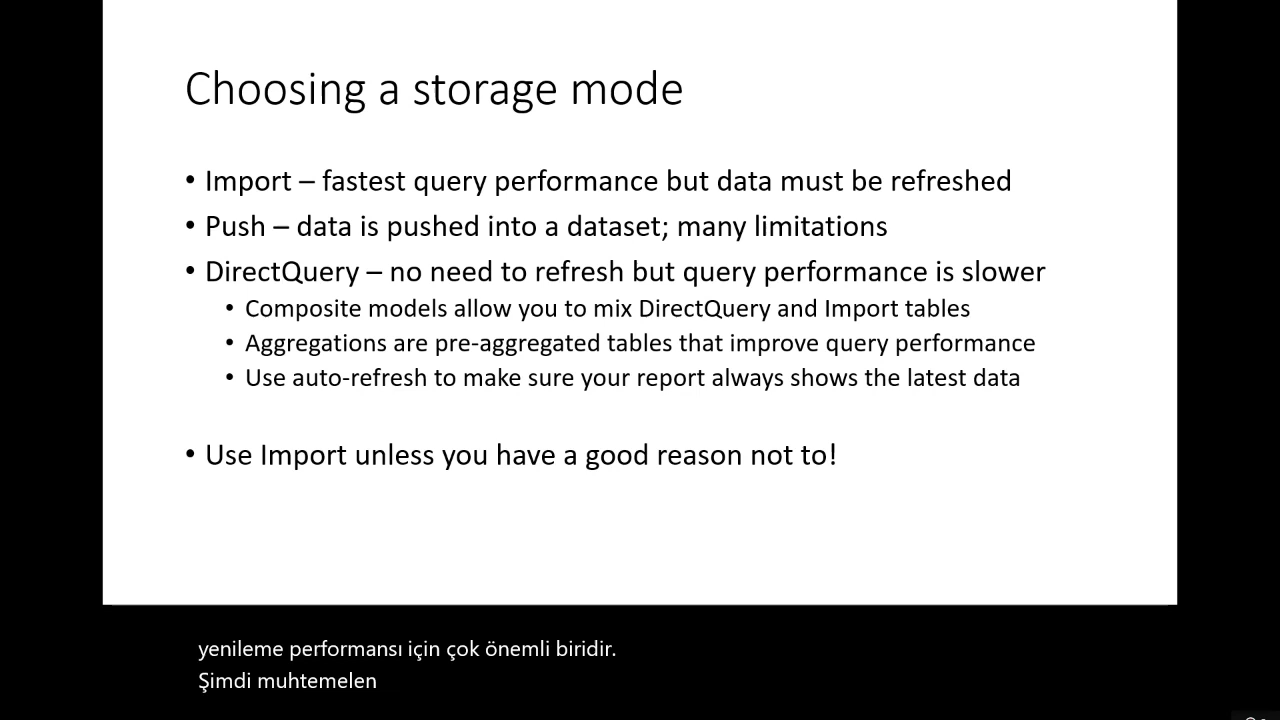 Choosing a storage mode
• Import – fastest query performance but data must be refreshed
• Push – data is pushed into a dataset; many limitations
• DirectQuery – no need to refresh but query performance is slower
• Composite models allow you to mix DirectQuery and Import tables
• Aggregations are pre-aggregated tables that improve query performance
• Use auto-refresh to make sure your report always shows the latest data
• Use Import unless you have a good reason not to!
yenileme performansı için çok önemli biridir.
Şimdi muhtemelen